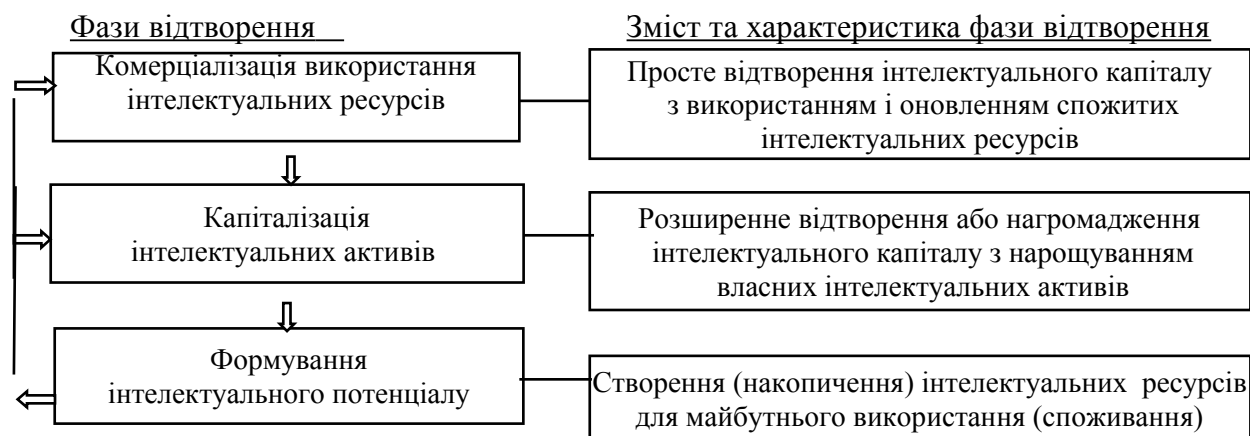 Фази відтворення
Зміст та характеристика фази відтворення
Комерціалізація використання
інтелектуальних ресурсів
Просте відтворення інтелектуального капіталу
з використанням і оновленням спожитих
інтелектуальних ресурсів
Капіталізація
інтелектуальних активів
Розширенне відтворення або нагромадження
інтелектуального капіталу з нарощуванням
власних інтелектуальних активів
Формування
інтелектуального потенціалу
Створення (накопичення) інтелектуальних ресурсів
для майбутнього використання (споживання)